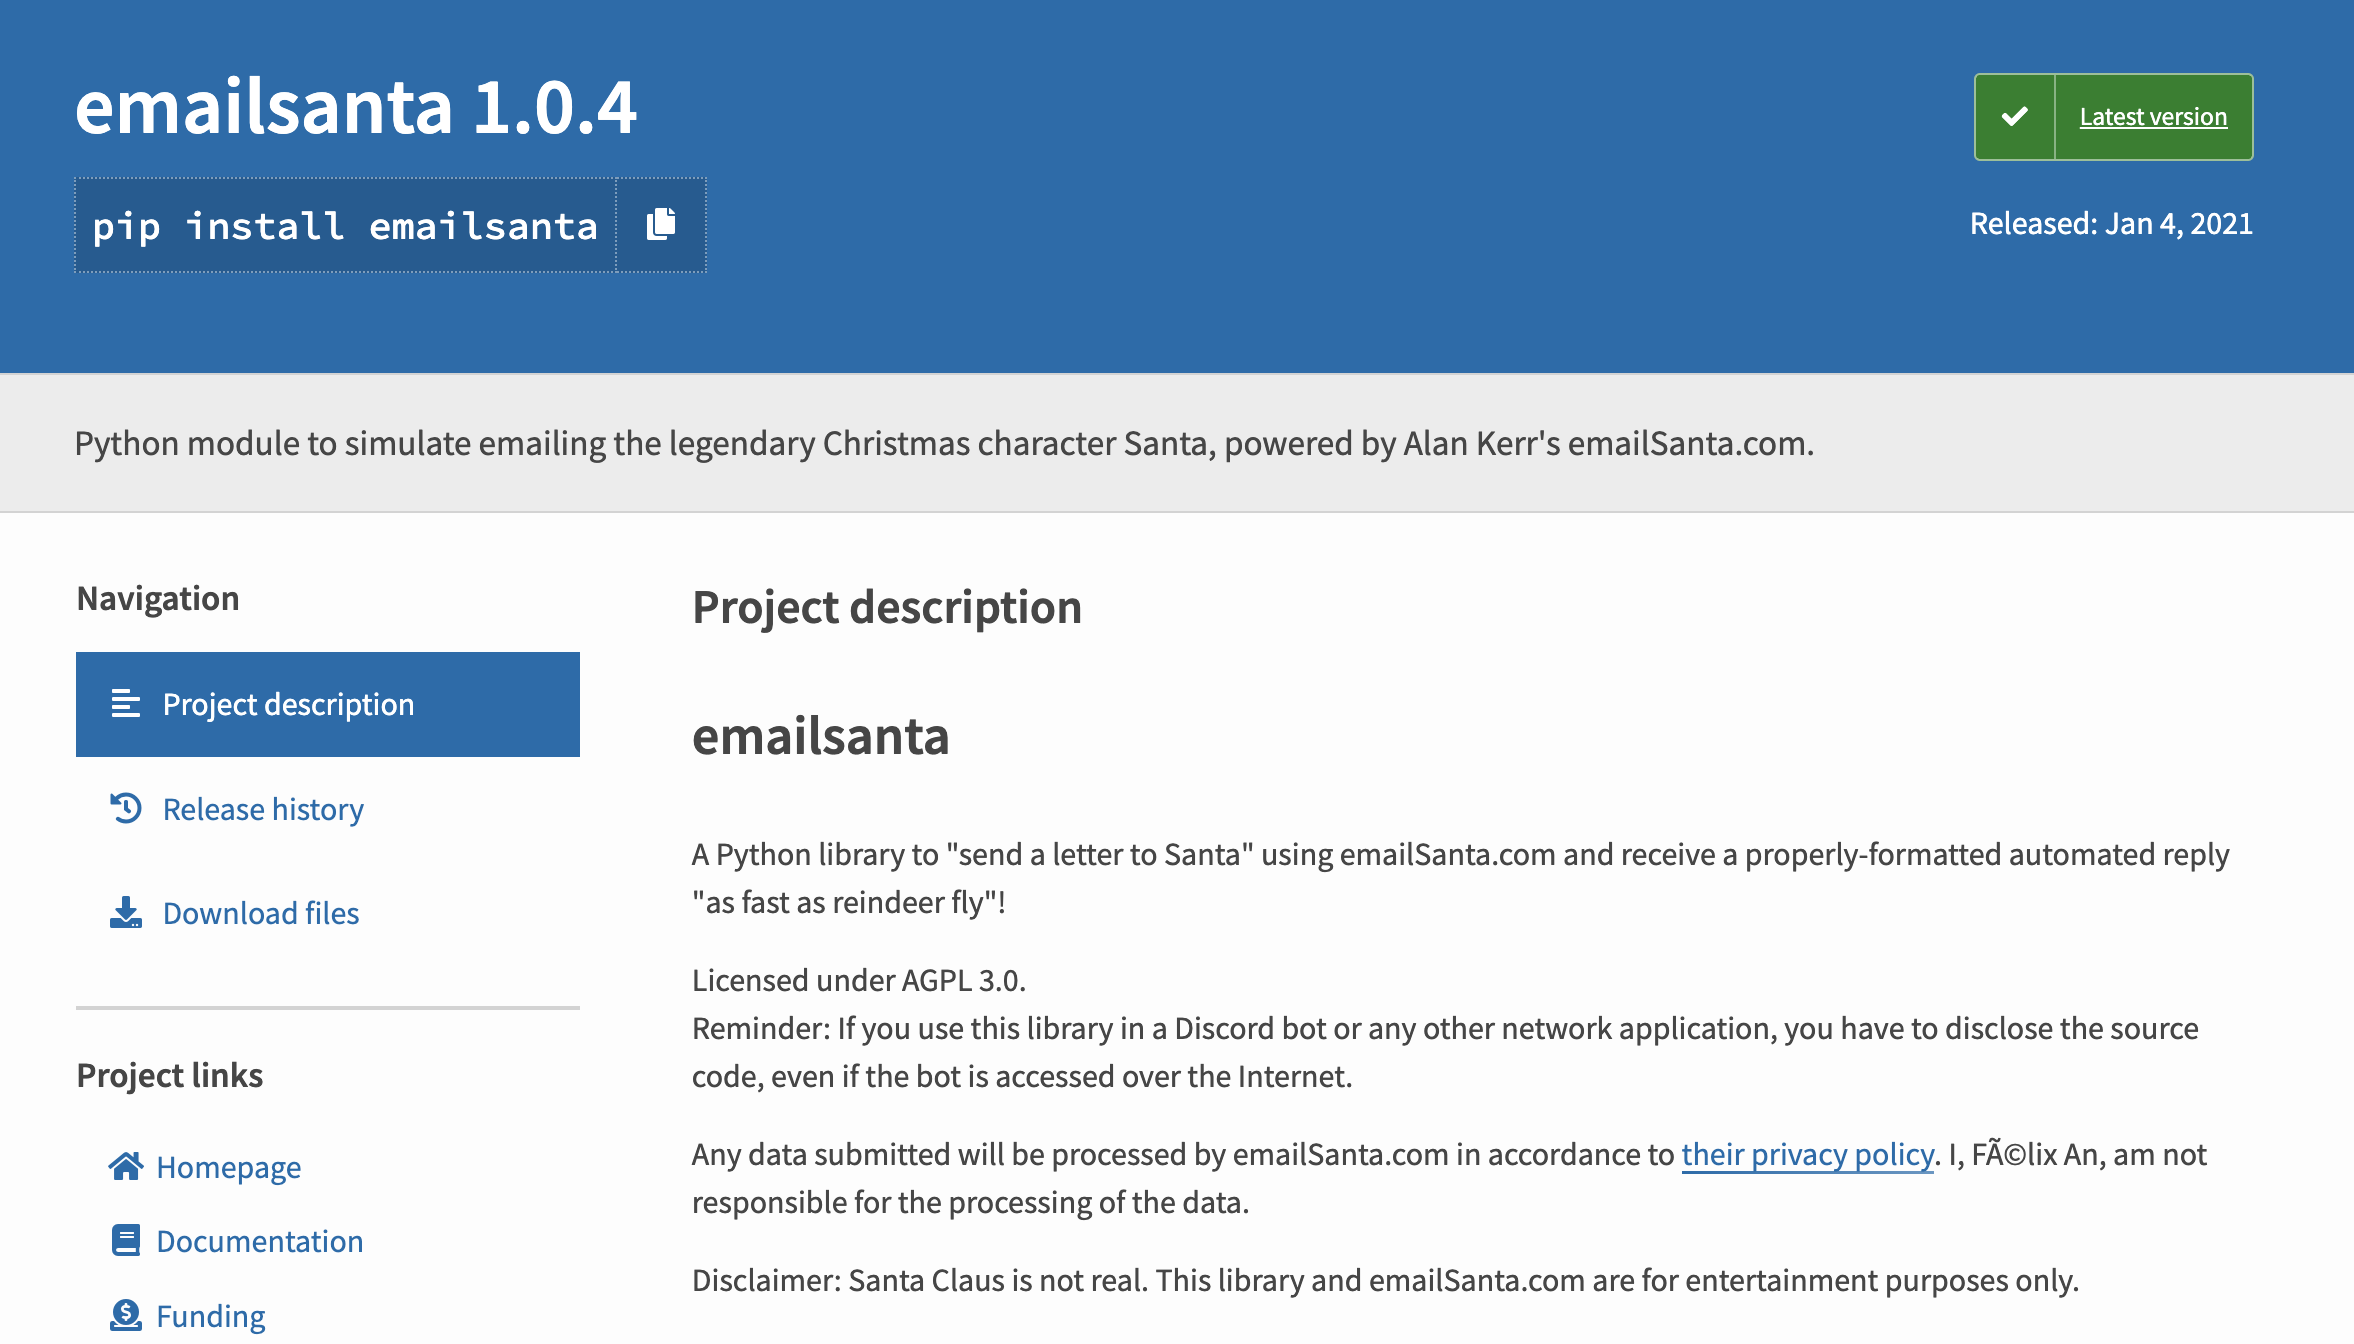 emailsanta 1.0.4
pip install emailsanta
Latest version
Released: Jan 4, 2021
Python module to simulate emailing the legendary Christmas character Santa, powered by Alan Kerr's emailSanta.com.
Navigation
Project description
Release history
Download files
Project links
Homepage
Documentation
Funding
Project description
emailsanta
A Python library to "send a letter to Santa" using emailSanta.com and receive a properly-formatted automated reply
"as fast as reindeer fly"!
Licensed under AGPL 3.0.
Reminder: If you use this library in a Discord bot or any other network application, you have to disclose the source
code, even if the bot is accessed over the Internet.
Any data submitted will be processed by emailSanta.com in accordance to their privacy policy. I, FÃ©lix An, am not
responsible for the processing of the data.
Disclaimer: Santa Claus is not real. This library and emailSanta.com are for entertainment purposes only.